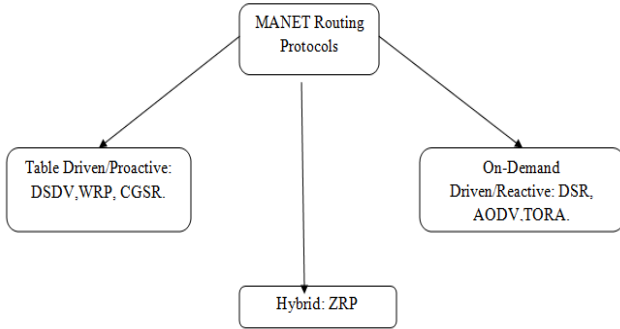 MANET Routing
Protocols
Table Driven/Proactive:
DSDV,WRP, CGSR.
On-Demand
Driven/Reactive: DSR,
AODV.TORA.
Hybrid: ZRP